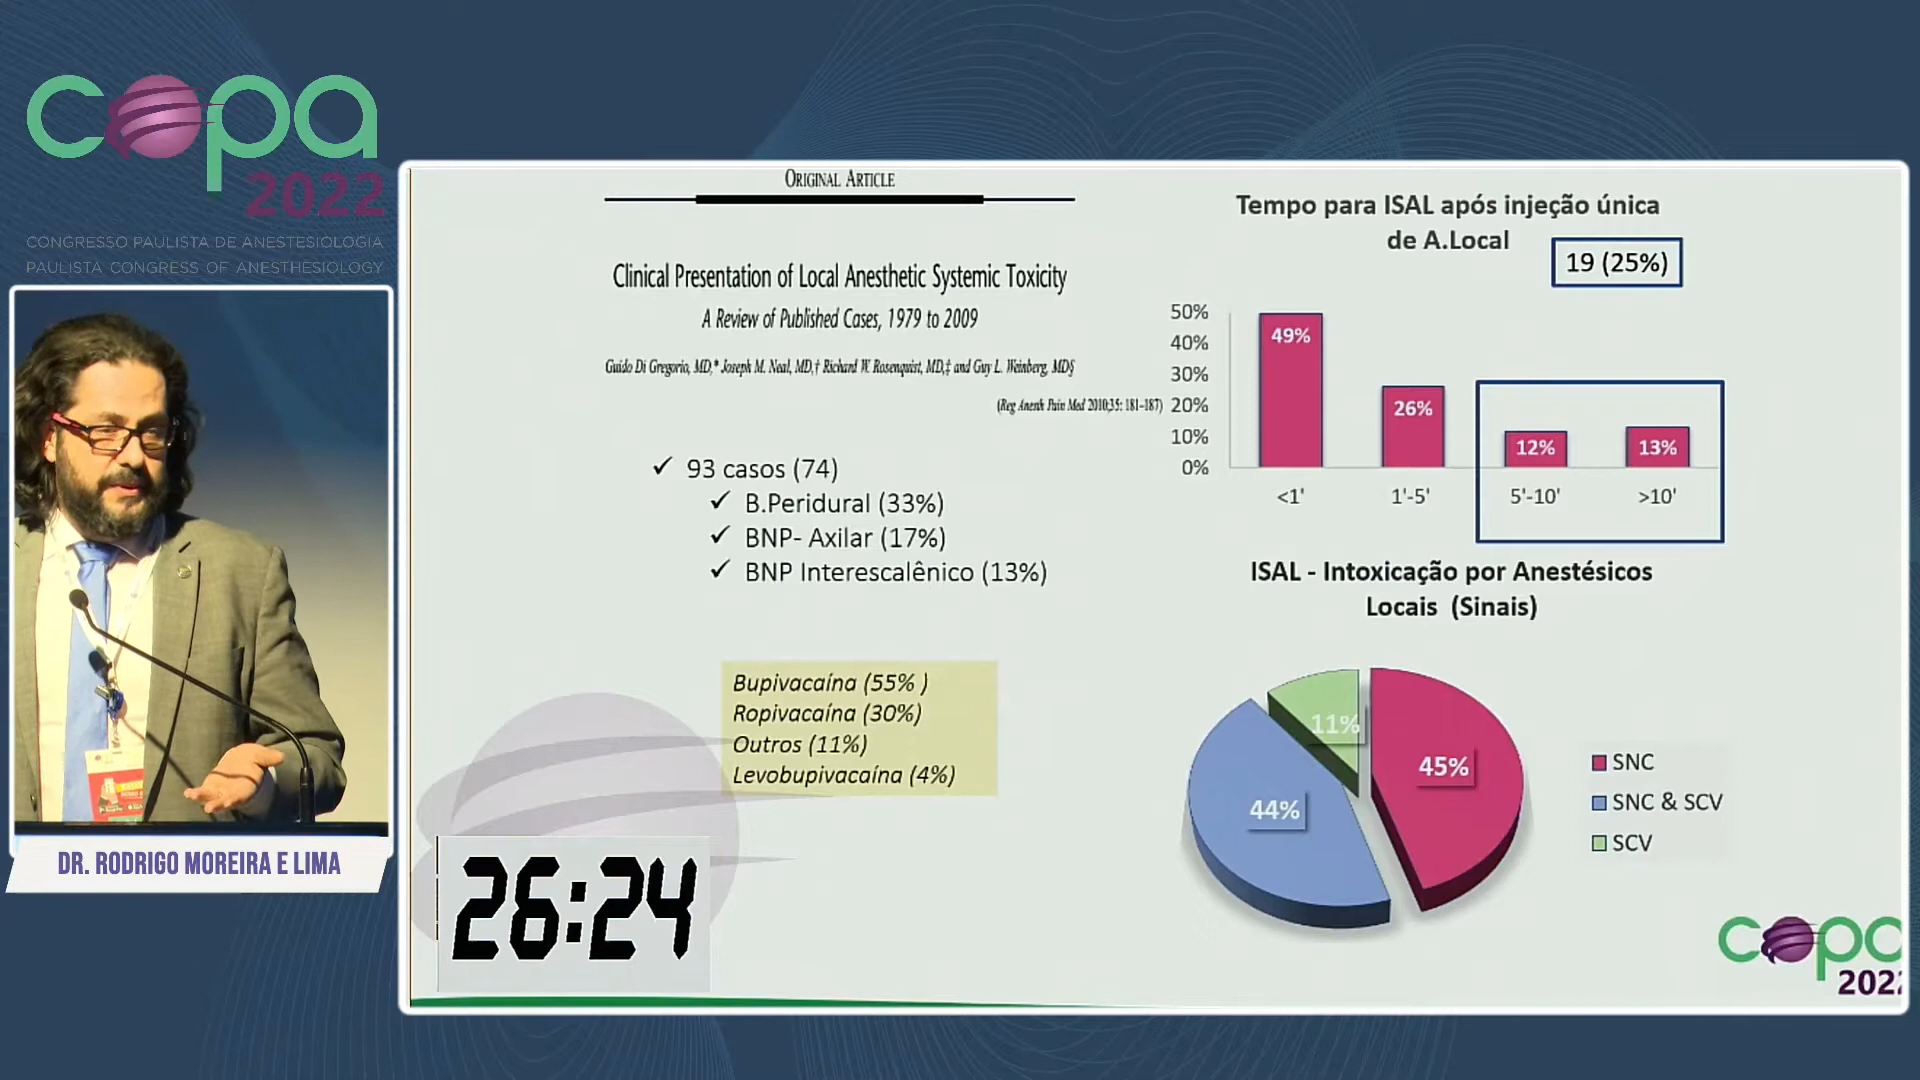 copa
2022
CONGRESSO PAULISTA DE ANESTESIOLOGIA
PAULISTA CONGRESS OF ANESTHESIOLOGY
DR. RODRIGO MOREIRA E LIMA
ORIGINAL ARTICLE
Clinical Presentation of Local Anesthetic Systemic Toxicity
A Review of Published Cases, 1979 to 2009
Guido Di Gregorio, MD,* Joseph M. Neal, MD,† Richard W. Rosenquist, MD,‡ and Guy L. Weinberg, MD§
(Reg Anesth Pain Med 2010;35: 181–187)
✓ 93 casos (74)
✓ B.Peridural (33%)
✓ BNP- Axilar (17%)
✓ BNP Interescalênico (13%)
Bupivacaína (55% )
Ropivacaína (30%)
Outros (11%)
Levobupivacaína (4%)
26:24
Tempo para ISAL após injeção única
de A.Local
19 (25%)
50%
40%
30%
20%
10%
0%
49%
26%
12%
13%
<1'
1'-5'
5'-10'
>10'
ISAL - Intoxicação por Anestésicos
Locais (Sinais)
11%
45%
44%
SNC
SNC & SCV
SCV
copa
2022